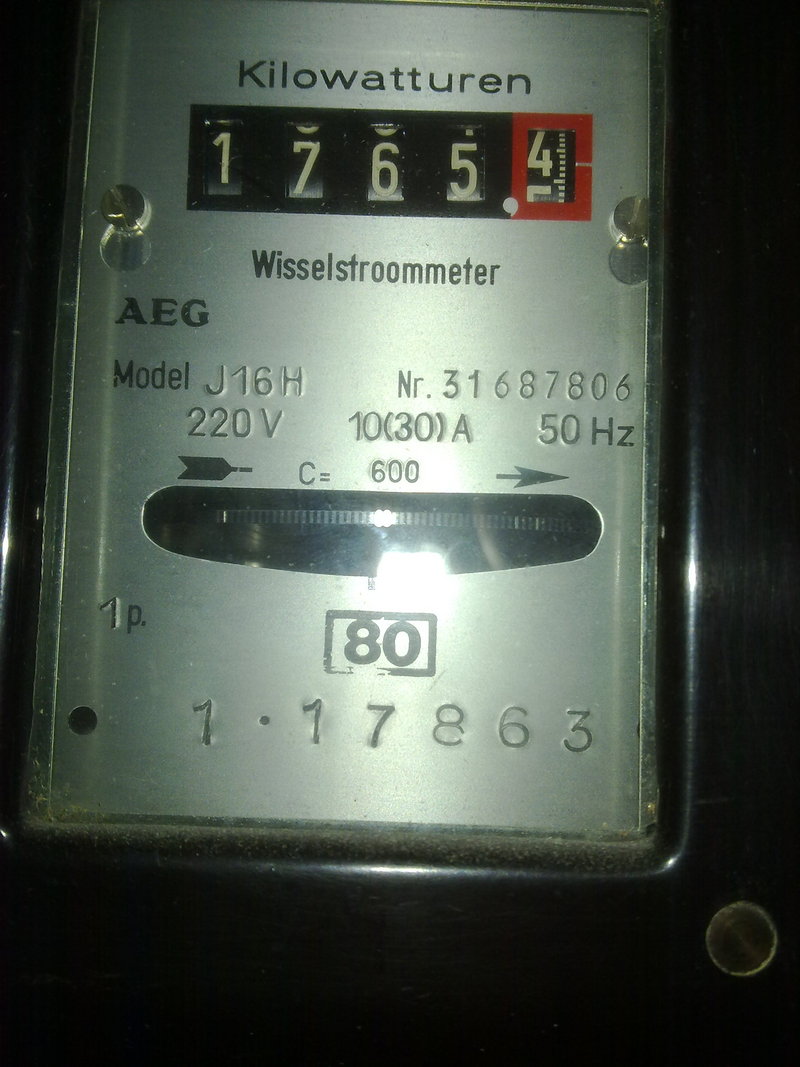 Kilowatturen
1 7 6 5 4
Wisselstroommeter
AEG
Model J16H Nr. 31687806
220 V 10(30) A 50 Hz
C= 600
1 p.
80
1·17863